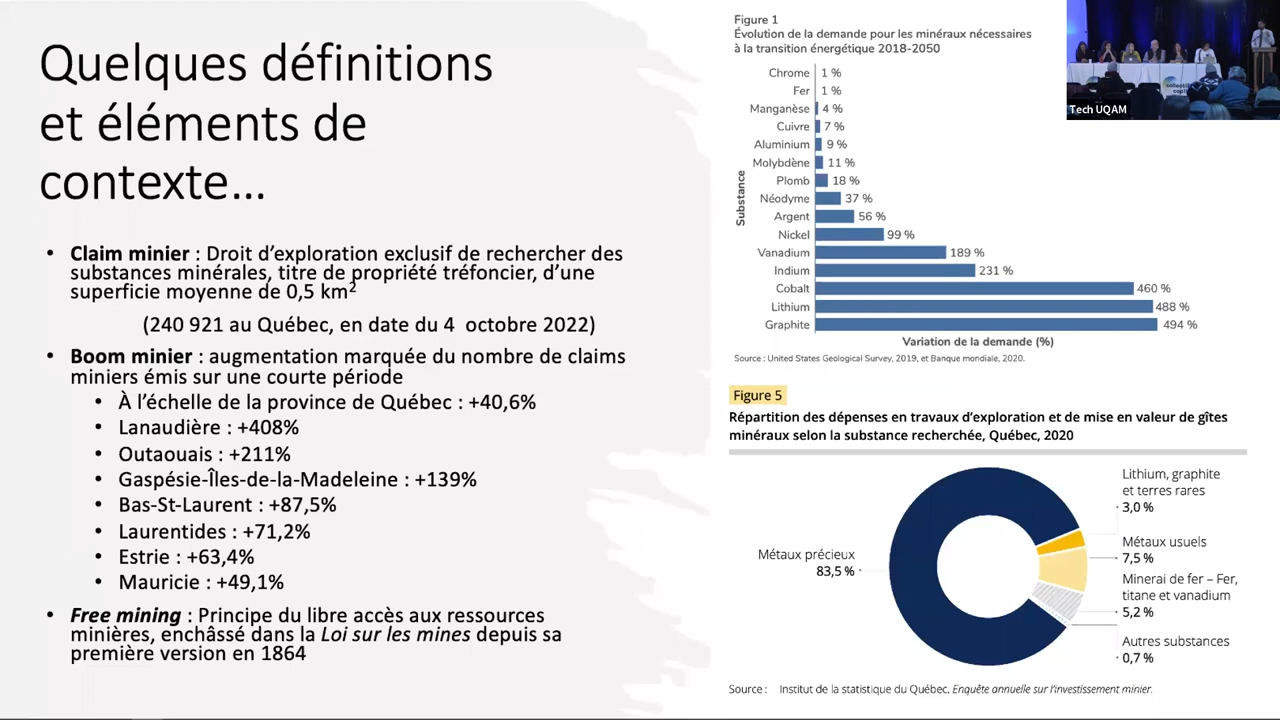 Quelques définitions
et éléments de
contexte…
• Claim minier : Droit d’exploration exclusif de rechercher des
substances minérales, titre de propriété tréfoncier, d’une
superficie moyenne de 0,5 km²
(240 921 au Québec, en date du 4 octobre 2022)
• Boom minier : augmentation marquée du nombre de claims
miniers émis sur une courte période
• À l’échelle de la province de Québec : +40,6%
• Lanaudière : +408%
• Outaouais : +211%
• Gaspésie-Îles-de-la-Madeleine : +139%
• Bas-St-Laurent : +87,5%
• Laurentides : +71,2%
• Estrie : +63,4%
• Mauricie : +49,1%
• Free mining : Principe du libre accès aux ressources
minières, enchâssé dans la Loi sur les mines depuis sa
première version en 1864
Figure 1
Évolution de la demande pour les minéraux nécessaires
à la transition énergétique 2018-2050
Substance
Chrome 1 %
Fer 1 %
Manganèse 4 %
Cuivre 7 %
Aluminium 9 %
Molybdène 11 %
Plomb 18 %
Néodyme 37 %
Argent 56 %
Nickel 99 %
Vanadium 189 %
Indium 231 %
Cobalt 460 %
Lithium 488 %
Graphite 494 %
Variation de la demande (%)
Source : United States Geological Survey, 2019, et Banque mondiale, 2020.
Tech UQAM
Figure 5
Répartition des dépenses en travaux d’exploration et de mise en valeur de gîtes
minéraux selon la substance recherchée, Québec, 2020
Métaux précieux
83,5 %
Lithium, graphite
et terres rares
3,0 %
Métaux usuels
7,5 %
Minerai de fer – Fer,
titane et vanadium
5,2 %
Autres substances
0,7 %
Source : Institut de la statistique du Québec, Enquête annuelle sur l’investissement minier.